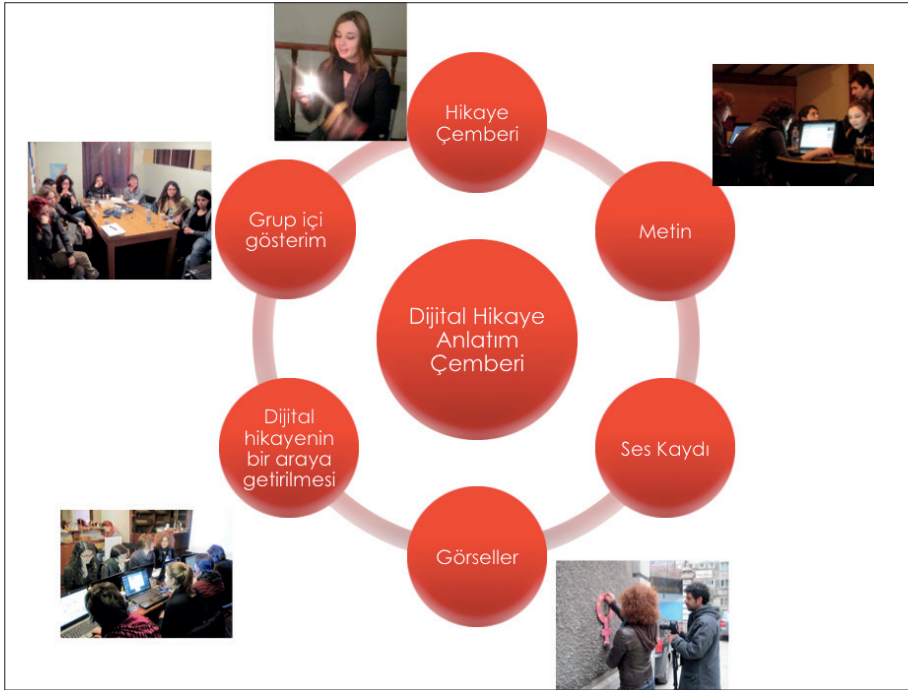 Hikaye
Çemberi
Metin
Ses Kaydı
Görseller
Dijital
hikayenin
bir araya
getirilmesi
Grup içi
gösterim
Dijital Hikaye
Anlatım
Çemberi